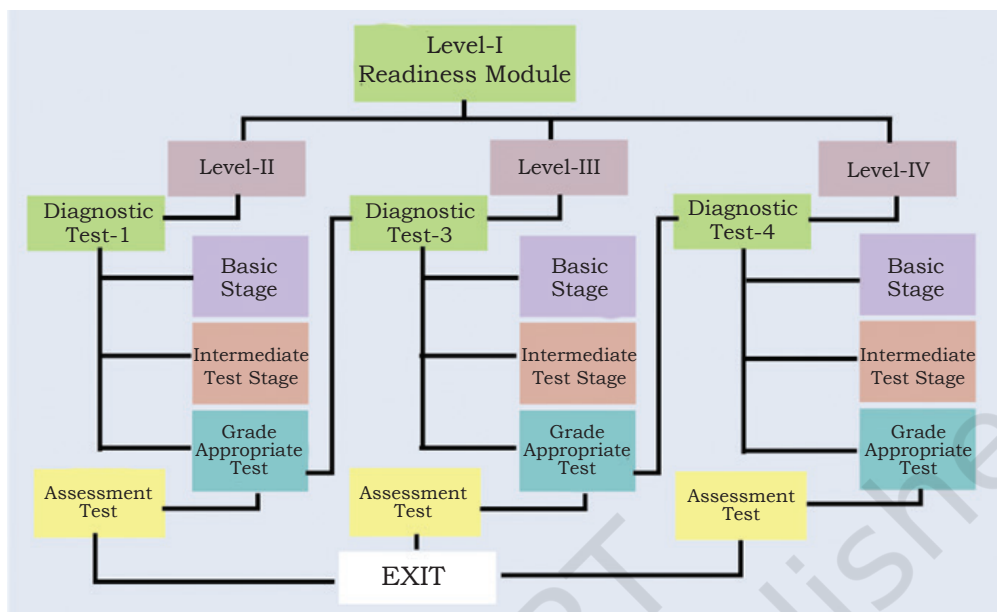 Level-I
Readiness Module
Level-II
Level-III
Level-IV
Diagnostic
Test-1
Diagnostic
Test-3
Diagnostic
Test-4
Basic
Stage
Basic
Stage
Basic
Stage
Intermediate
Test Stage
Intermediate
Test Stage
Intermediate
Test Stage
Grade
Appropriate
Test
Grade
Appropriate
Test
Grade
Appropriate
Test
Assessment
Test
Assessment
Test
Assessment
Test
EXIT